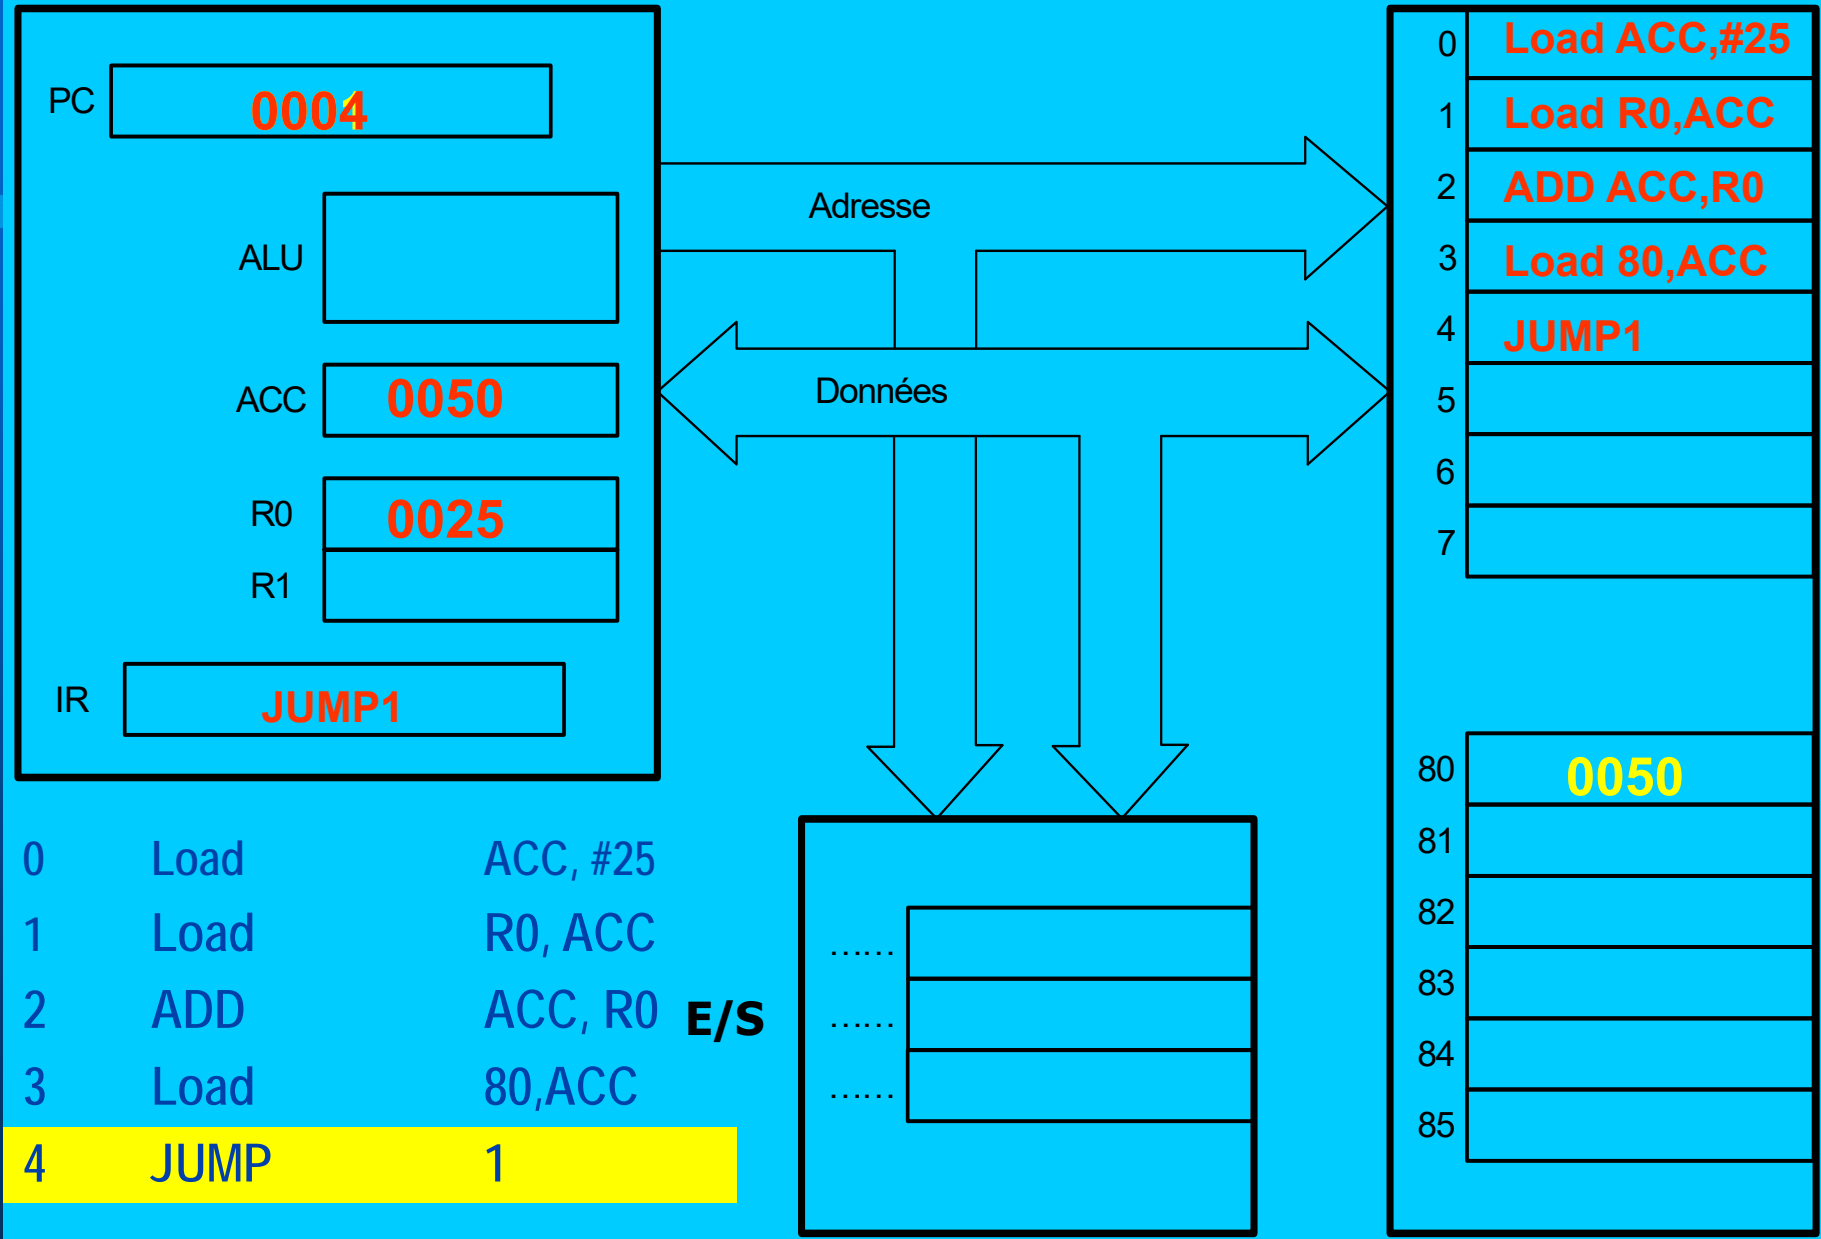 PC 0004
ALU
ACC 0050
R0 0025
R1
IR JUMP1
Adresse
Données
0 Load ACC,#25
1 Load R0,ACC
2 ADD ACC,R0
3 Load 80,ACC
4 JUMP1
5
6
7
80 0050
81
82
83
84
85
0 Load ACC, #25
1 Load R0, ACC
2 ADD ACC, R0
3 Load 80,ACC
4 JUMP 1
E/S
......
......
......